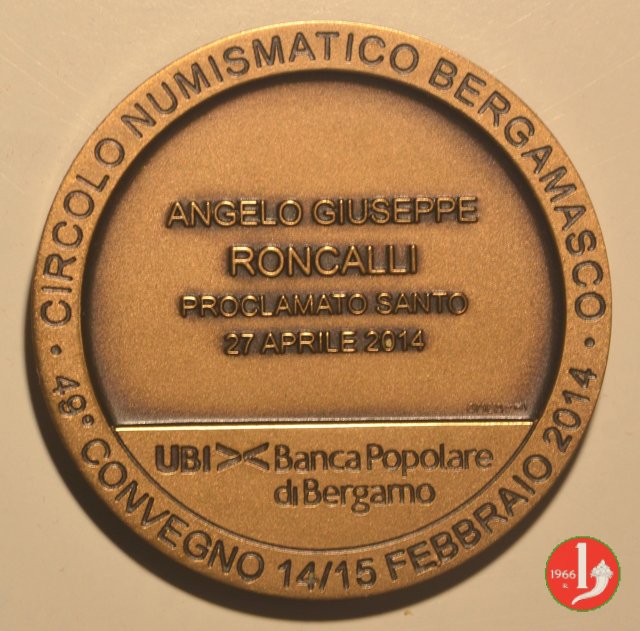 · CIRCOLO NUMISMATICO BERGAMASCO ·
ANGELO GIUSEPPE
RONCALLI
PROCLAMATO SANTO
27 APRILE 2014
UBI Banca Popolare
di Bergamo
48° CONVEGNO 14/15 FEBBRAIO 2014
1966
R.